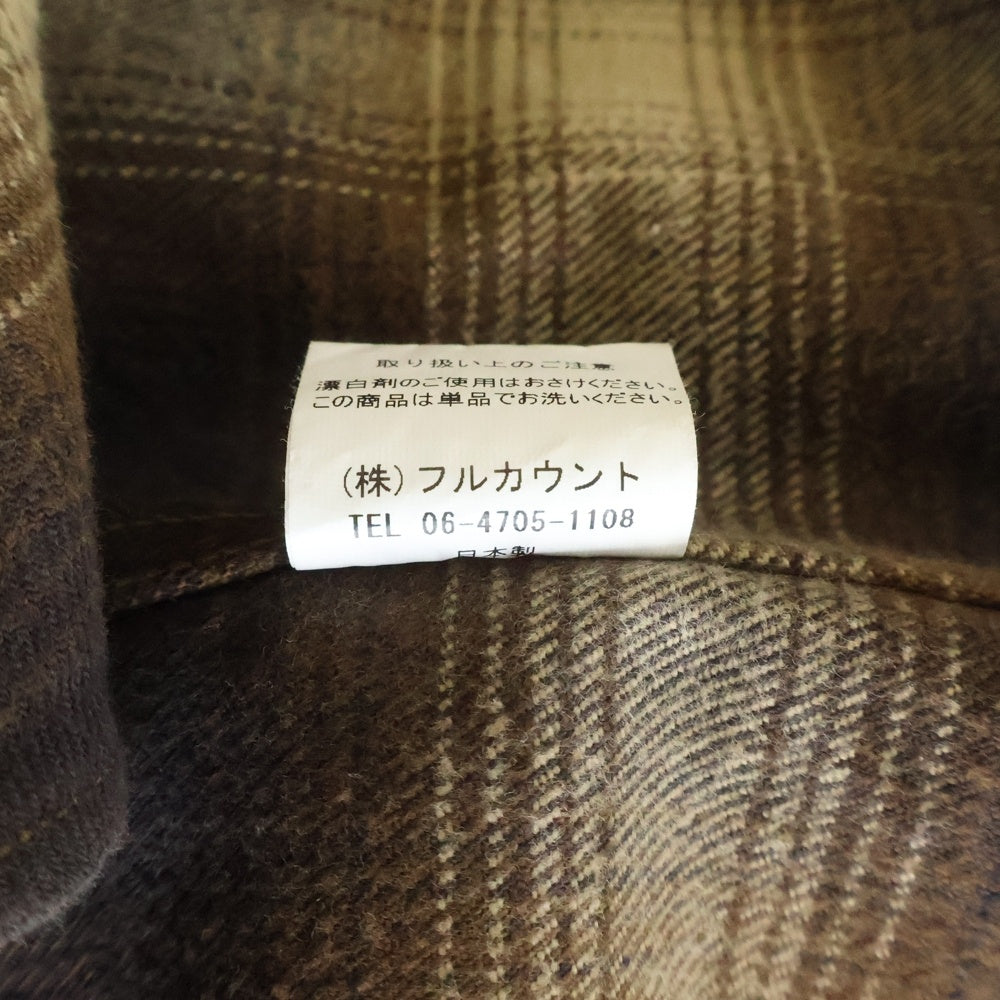 取り扱い上のご注意
漂白剤のご使用はおさけください。
この商品は単品でお洗いください。
(株)フルカウント
TEL 06-4705-1108
日本製